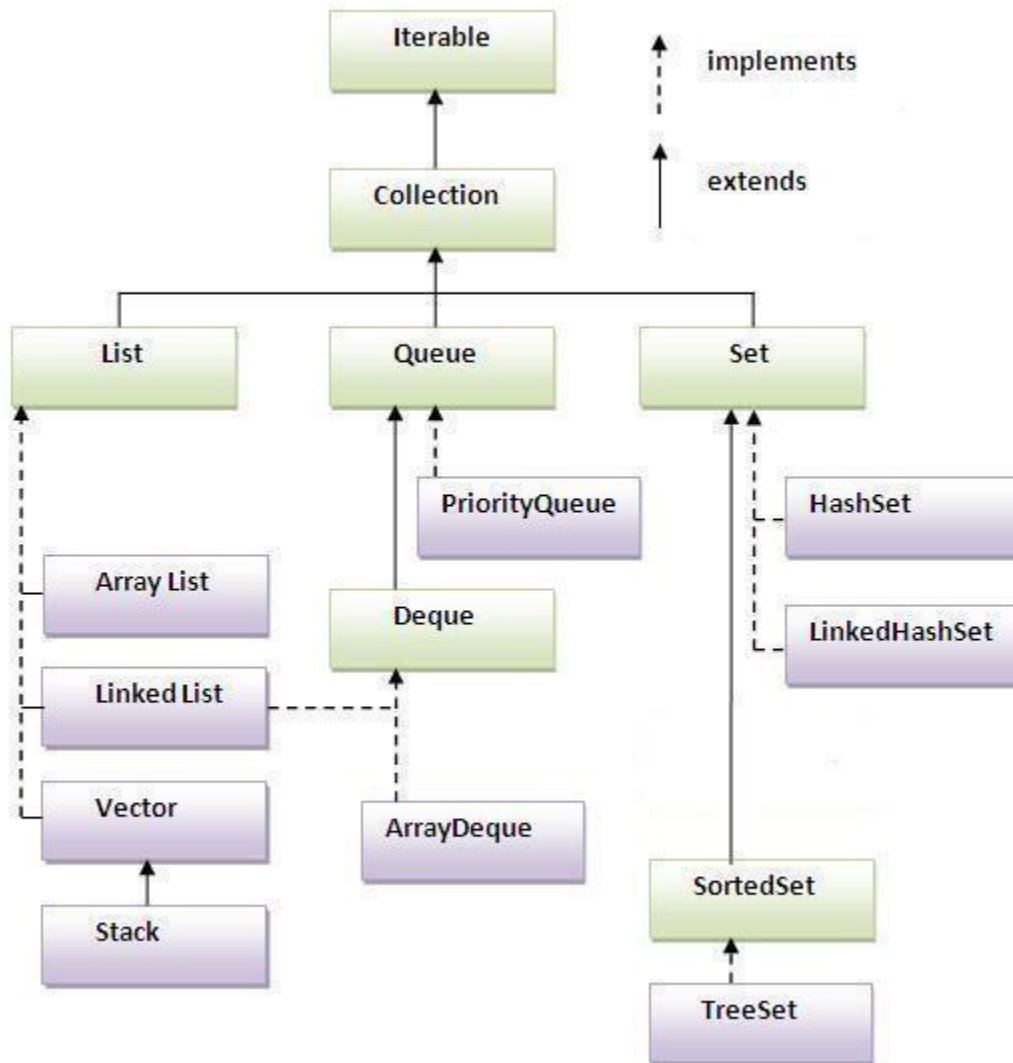 Iterable
implements
Collection
extends
List
Queue
Set
PriorityQueue
HashSet
Array List
Deque
LinkedHashSet
Linked List
Vector
ArrayDeque
SortedSet
Stack
TreeSet